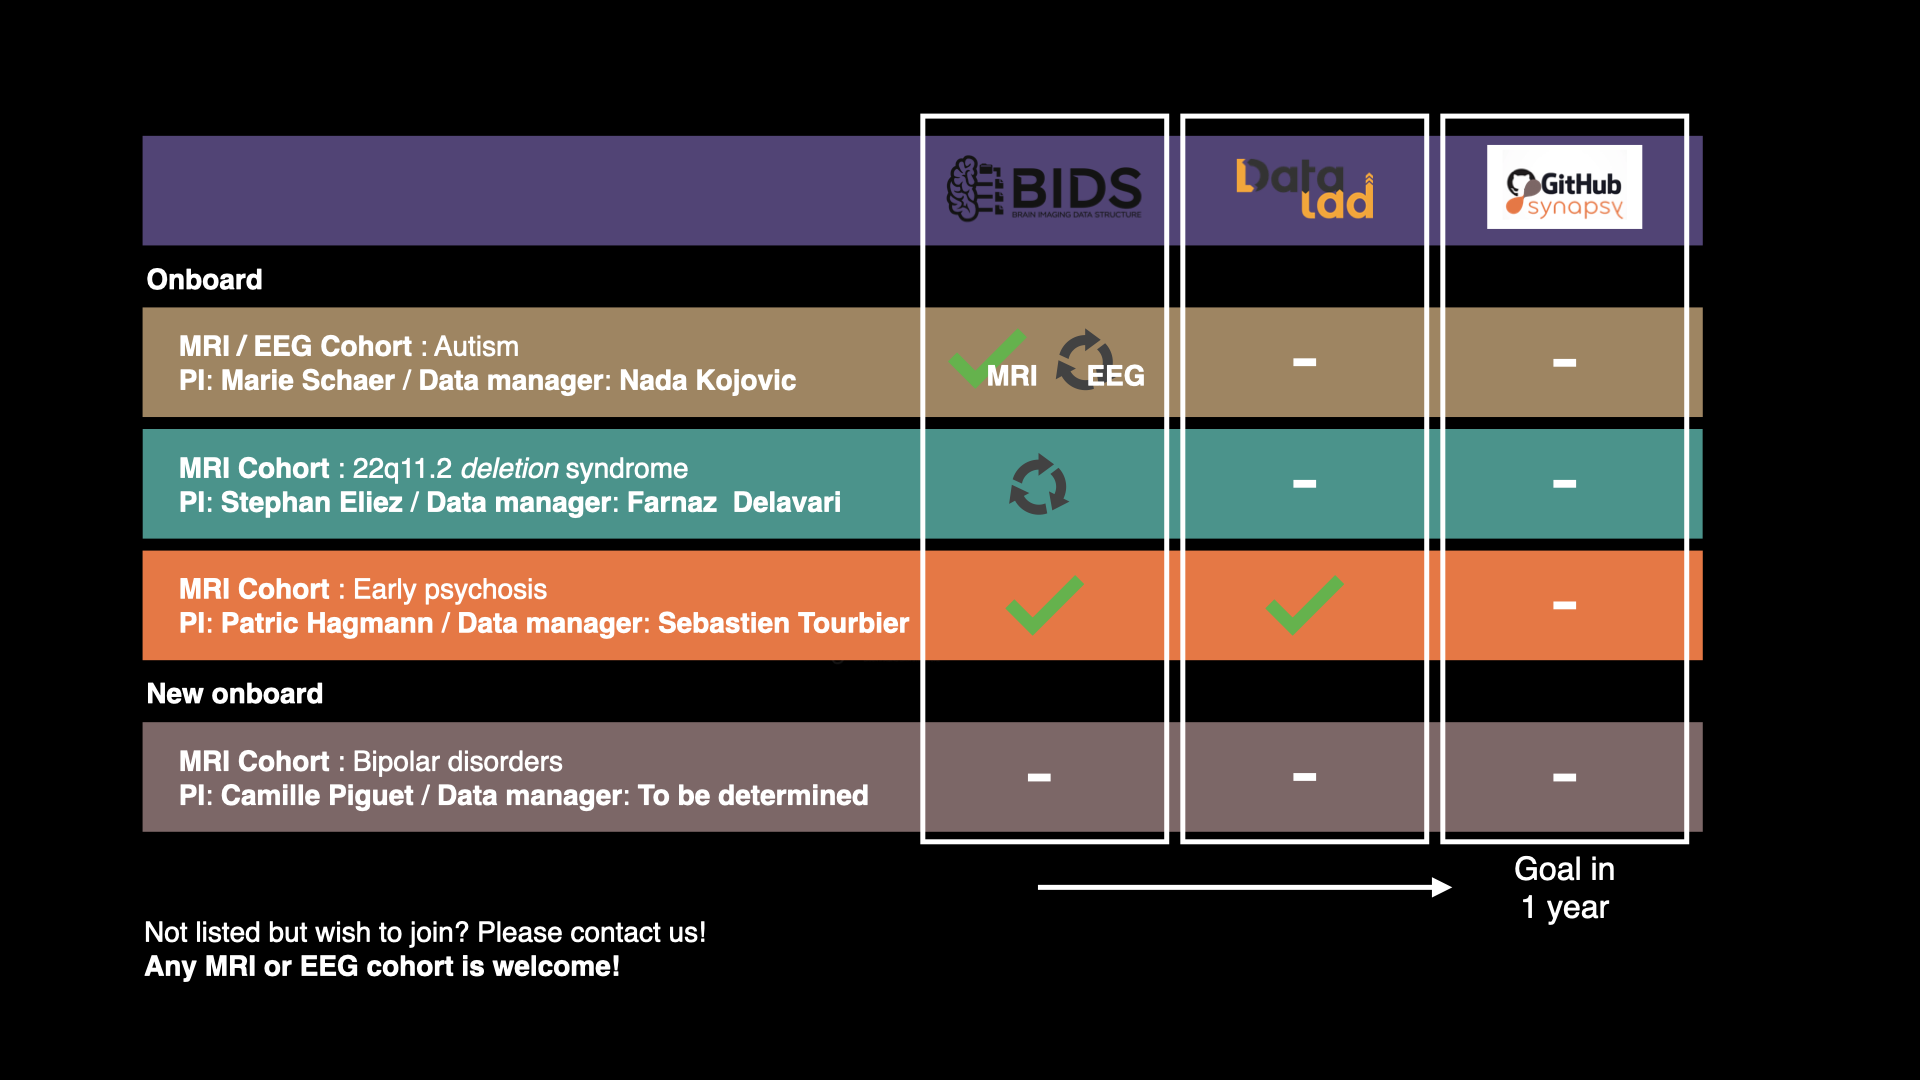 BIDS
BRAIN IMAGING DATA STRUCTURE
Data
lad
GitHub
synapsy
Onboard
MRI / EEG Cohort : Autism
PI: Marie Schaer / Data manager: Nada Kojovic
MRI EEG
- -
MRI Cohort : 22q11.2 deletion syndrome
PI: Stephan Eliez / Data manager: Farnaz  Delavari
- -
MRI Cohort : Early psychosis
PI: Patric Hagmann / Data manager: Sebastien Tourbier
-
New onboard
MRI Cohort : Bipolar disorders
PI: Camille Piguet / Data manager: To be determined
- - -
Goal in
1 year
Not listed but wish to join? Please contact us!
Any MRI or EEG cohort is welcome!